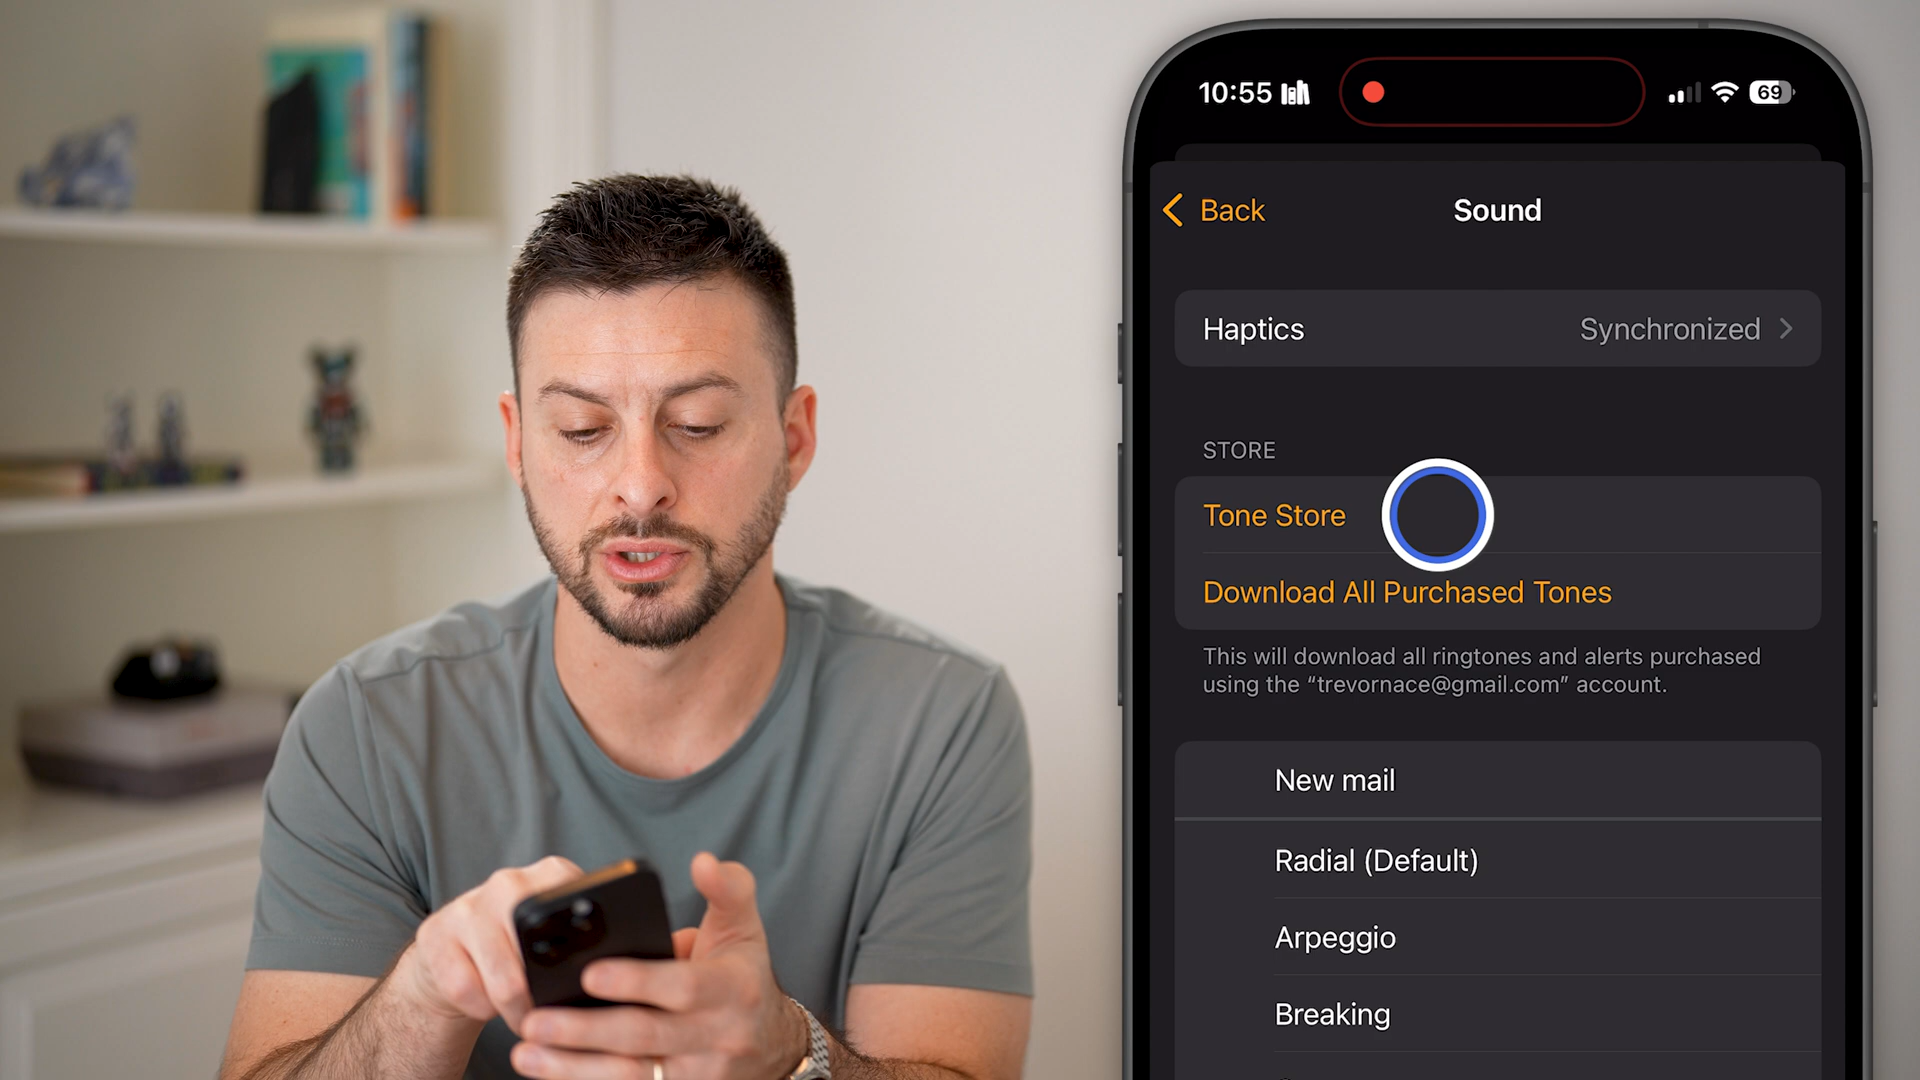 10:55
69
Back
Sound
Haptics
Synchronized
STORE
Tone Store
Download All Purchased Tones
This will download all ringtones and alerts purchased
using the “trevornace@gmail.com” account.
New mail
Radial (Default)
Arpeggio
Breaking